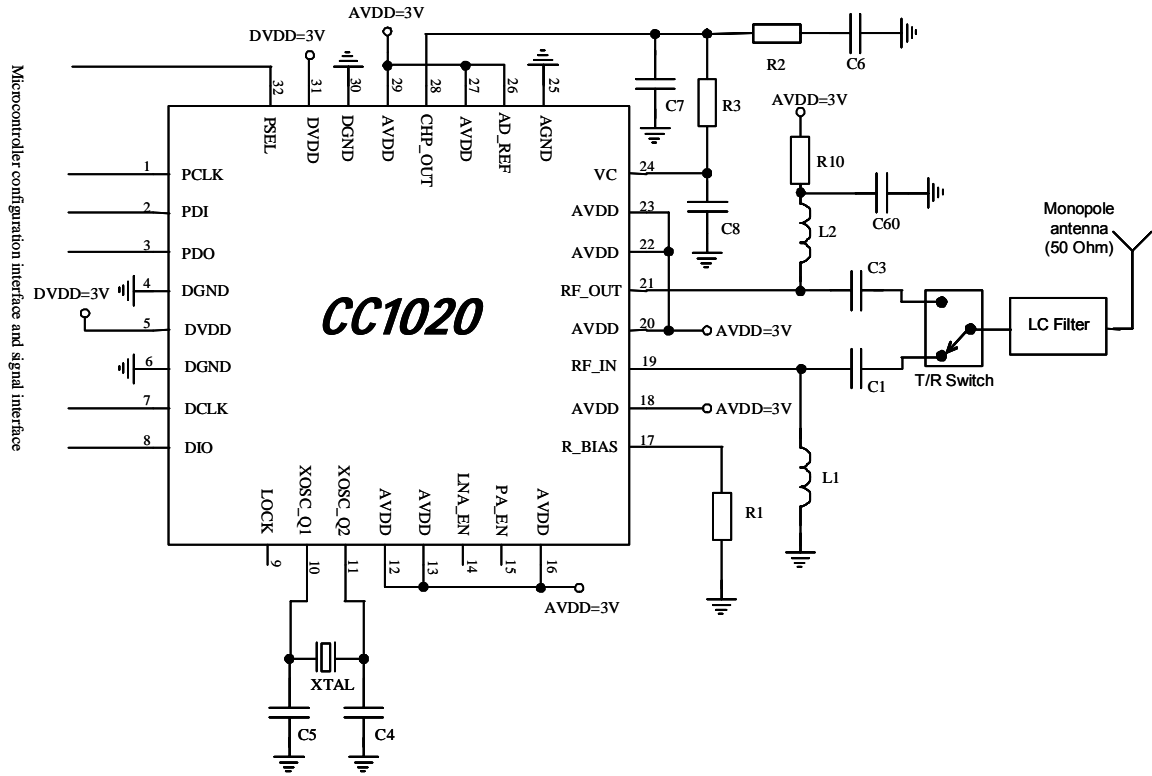 AVDD=3V
DVDD=3V
R2
C6
C7
R3
AVDD=3V
R10
C60
L2
C8
Microcontroller configuration interface and signal interface
32
31
30
29
28
27
26
25
PSEL
DVDD
DGND
AVDD
CHP_OUT
AVDD
AD_REF
AGND
1 PCLK
2 PDI
3 PDO
4 DGND
DVDD=3V
5 DVDD
6 DGND
7 DCLK
8 DIO
CC1020
VC 24
AVDD 23
AVDD 22
RF_OUT 21
AVDD 20
AVDD=3V
RF_IN 19
AVDD 18
AVDD=3V
R_BIAS 17
C3
C1
T/R Switch
LC Filter
Monopole
antenna
(50 Ohm)
L1
R1
LOCK
XOSC_Q1
XOSC_Q2
AVDD
AVDD
LNA_EN
PA_EN
AVDD
9
10
11
12
13
14
15
16
AVDD=3V
XTAL
C5
C4